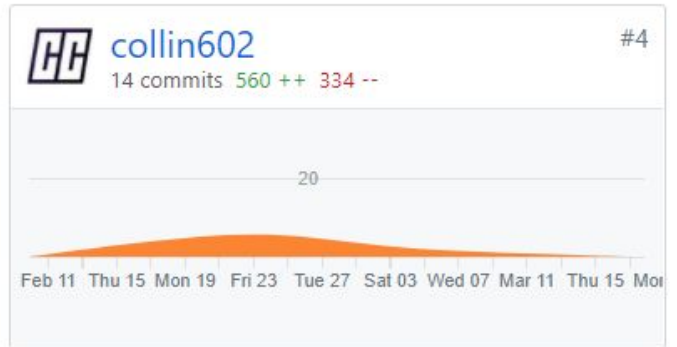 collin602 #4
14 commits 560 ++ 334 --
20
Feb 11 Thu 15 Mon 19 Fri 23 Tue 27 Sat 03 Wed 07 Mar 11 Thu 15 Mo